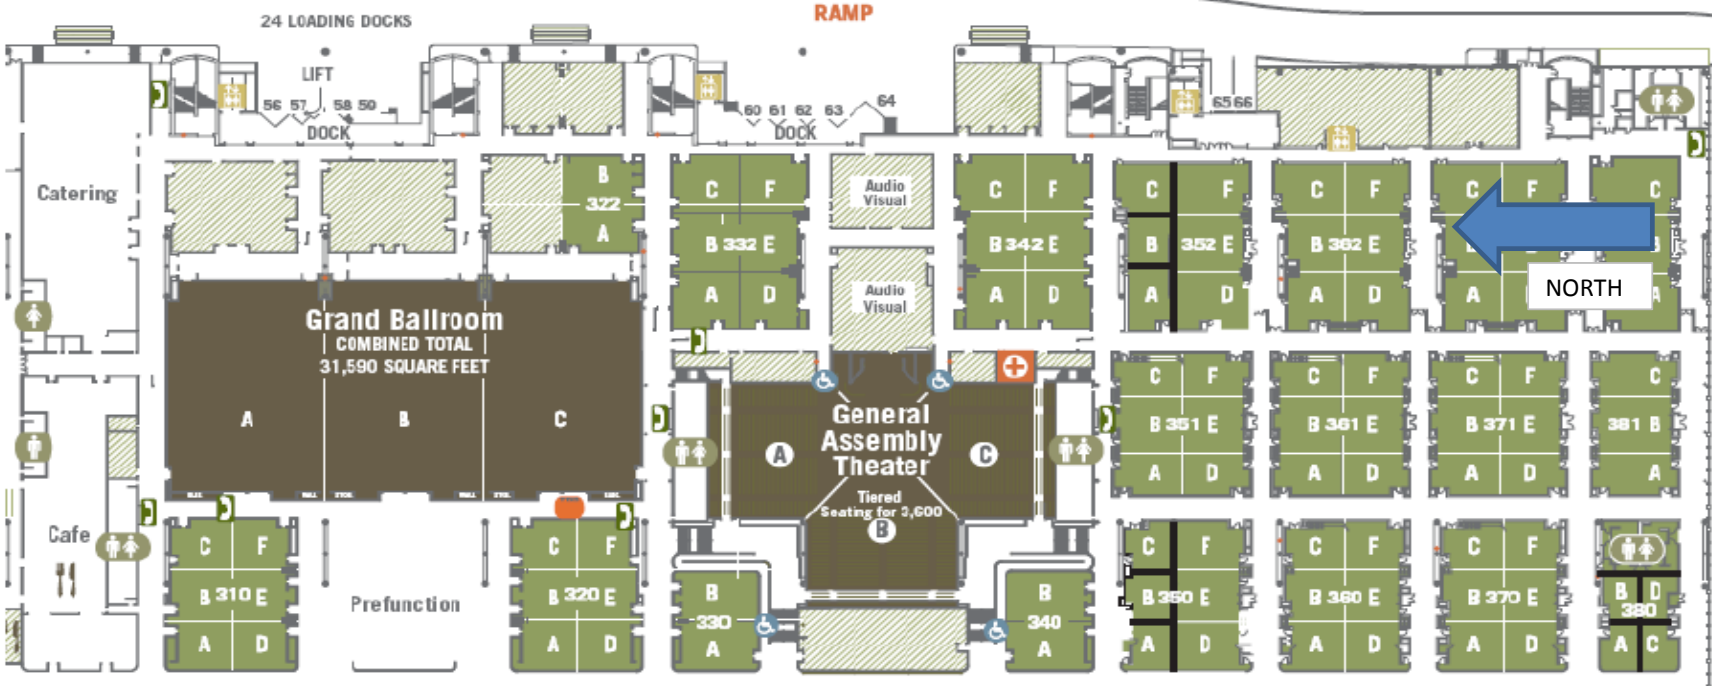 RAMP
24 LOADING DOCKS
LIFT
56 57 58 59
DOCK
60 61 62 63 64
DOCK
65 66
Catering
B
322
A
C F
B 332 E
A D
Audio
Visual
Audio
Visual
C F
B 342 E
A D
C F
B 352 E
A D
C F
B 362 E
A D
C F
A
C
B
A
NORTH
Grand Ballroom
COMBINED TOTAL
31,590 SQUARE FEET
A B C
General
Assembly
Theater
A C
Tiered
Seating for 3,600
B
C F
B 351 E
A D
C F
B 361 E
A D
C F
B 371 E
A D
C
381 B
A
Cafe
C F
B 310 E
A D
Prefunction
C F
B 320 E
A D
B
330
A
B
340
A
C F
B 350 E
A D
C F
B 360 E
A D
C F
B 370 E
A D
B D
380
A C